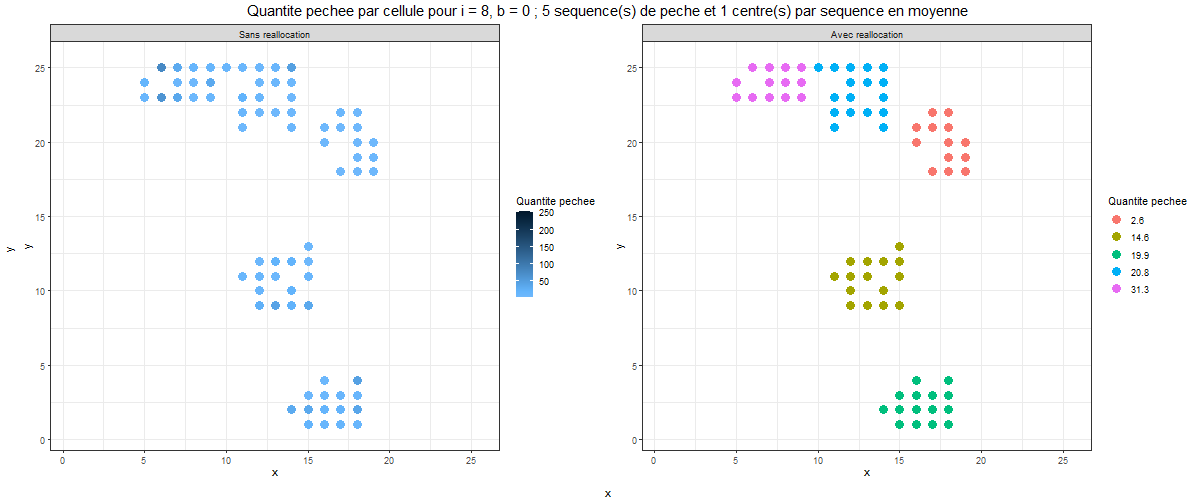 Quantite pechee par cellule pour i = 8, b = 0 ; 5 sequence(s) de peche et 1 centre(s) par sequence en moyenne
Sans reallocation
25
20
15
10
5
0
0 5 10 15 20 25
x
y
y
Quantite pechee
250
200
150
100
50
Avec reallocation
25
20
15
10
5
0
0 5 10 15 20 25
x
y
Quantite pechee
2.6
14.6
19.9
20.8
31.3
x